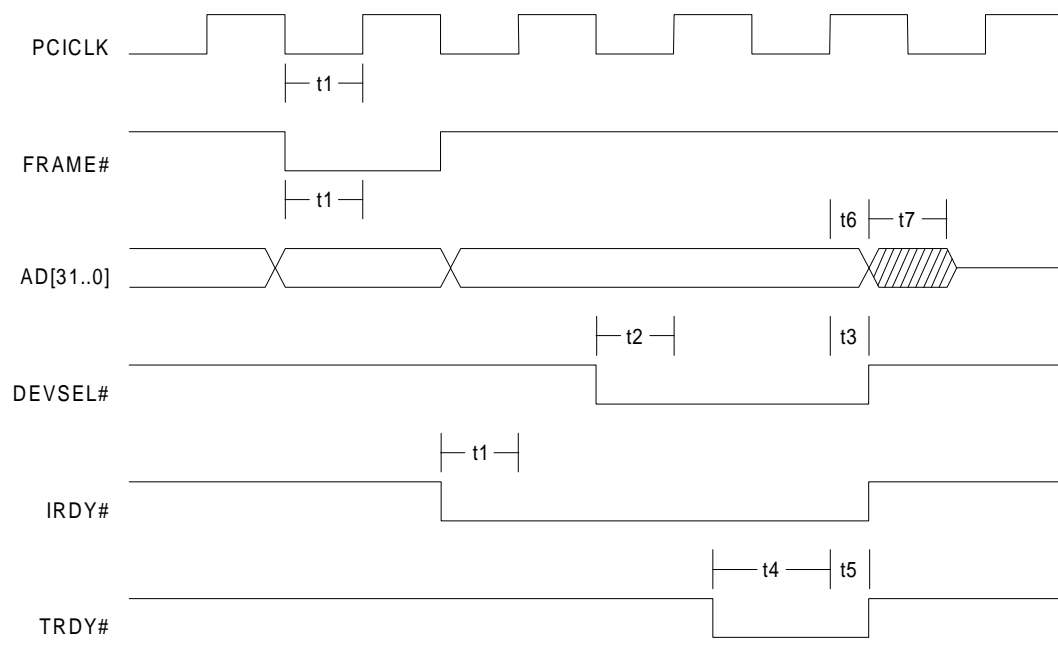 PCICLK
t1
FRAME#
t1
t6 t7
AD[31..0]
t2 t3
DEVSEL#
t1
IRDY#
t4 t5
TRDY#